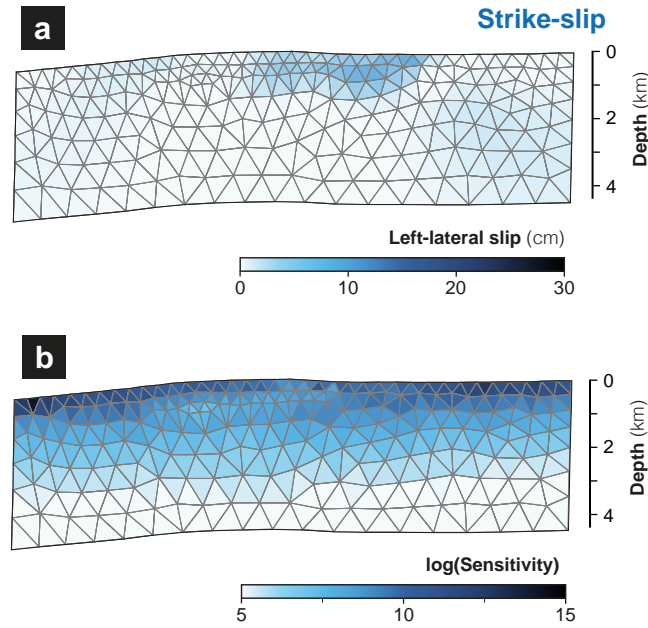 a
Strike-slip
0
2
4
Depth (km)
Left-lateral slip (cm)
0 10 20 30
b
0
2
4
Depth (km)
log(Sensitivity)
5 10 15